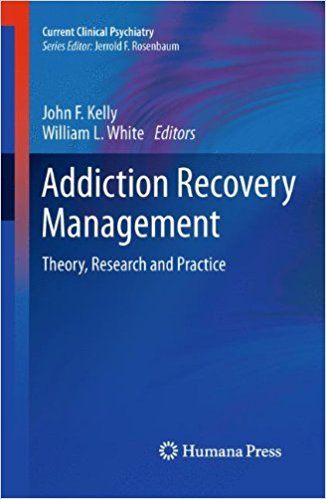 Current Clinical Psychiatry
Series Editor: Jerrold F. Rosenbaum
John F. Kelly
William L. White Editors
Addiction Recovery
Management
Theory, Research and Practice
Humana Press